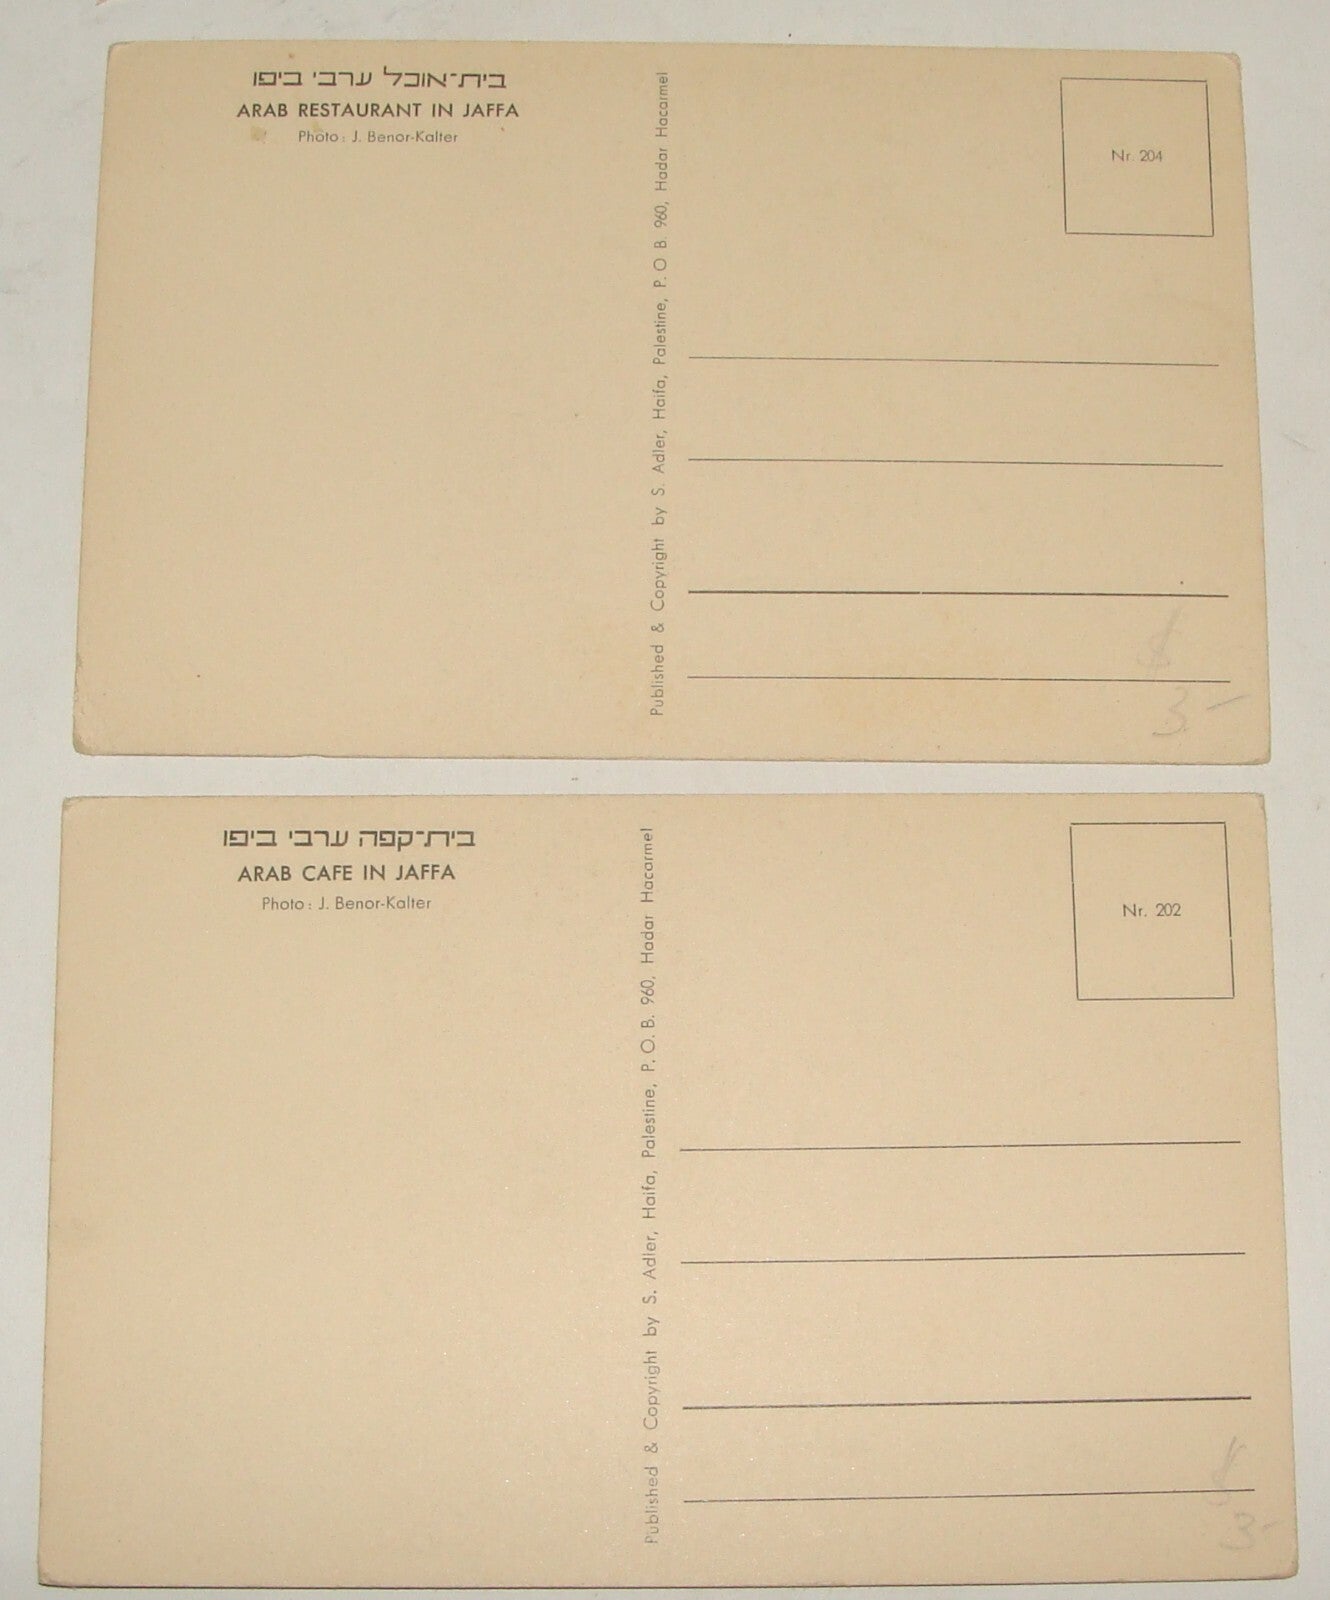 בית-אוכל ערבי ביפו
ARAB RESTAURANT IN JAFFA
Photo: J. Benor-Kalter
Published & Copyright by S. Adler, Haifa, Palestine, P. O B. 960, Hadar Hacarmel
Nr. 204
$
3-
בית-קפה ערבי ביפו
ARAB CAFE IN JAFFA
Photo: J. Benor-Kalter
Published & Copyright by S. Adler, Haifa, Palestine, P. O. B. 960, Hadar Hacarmel
Nr. 202
$
3-